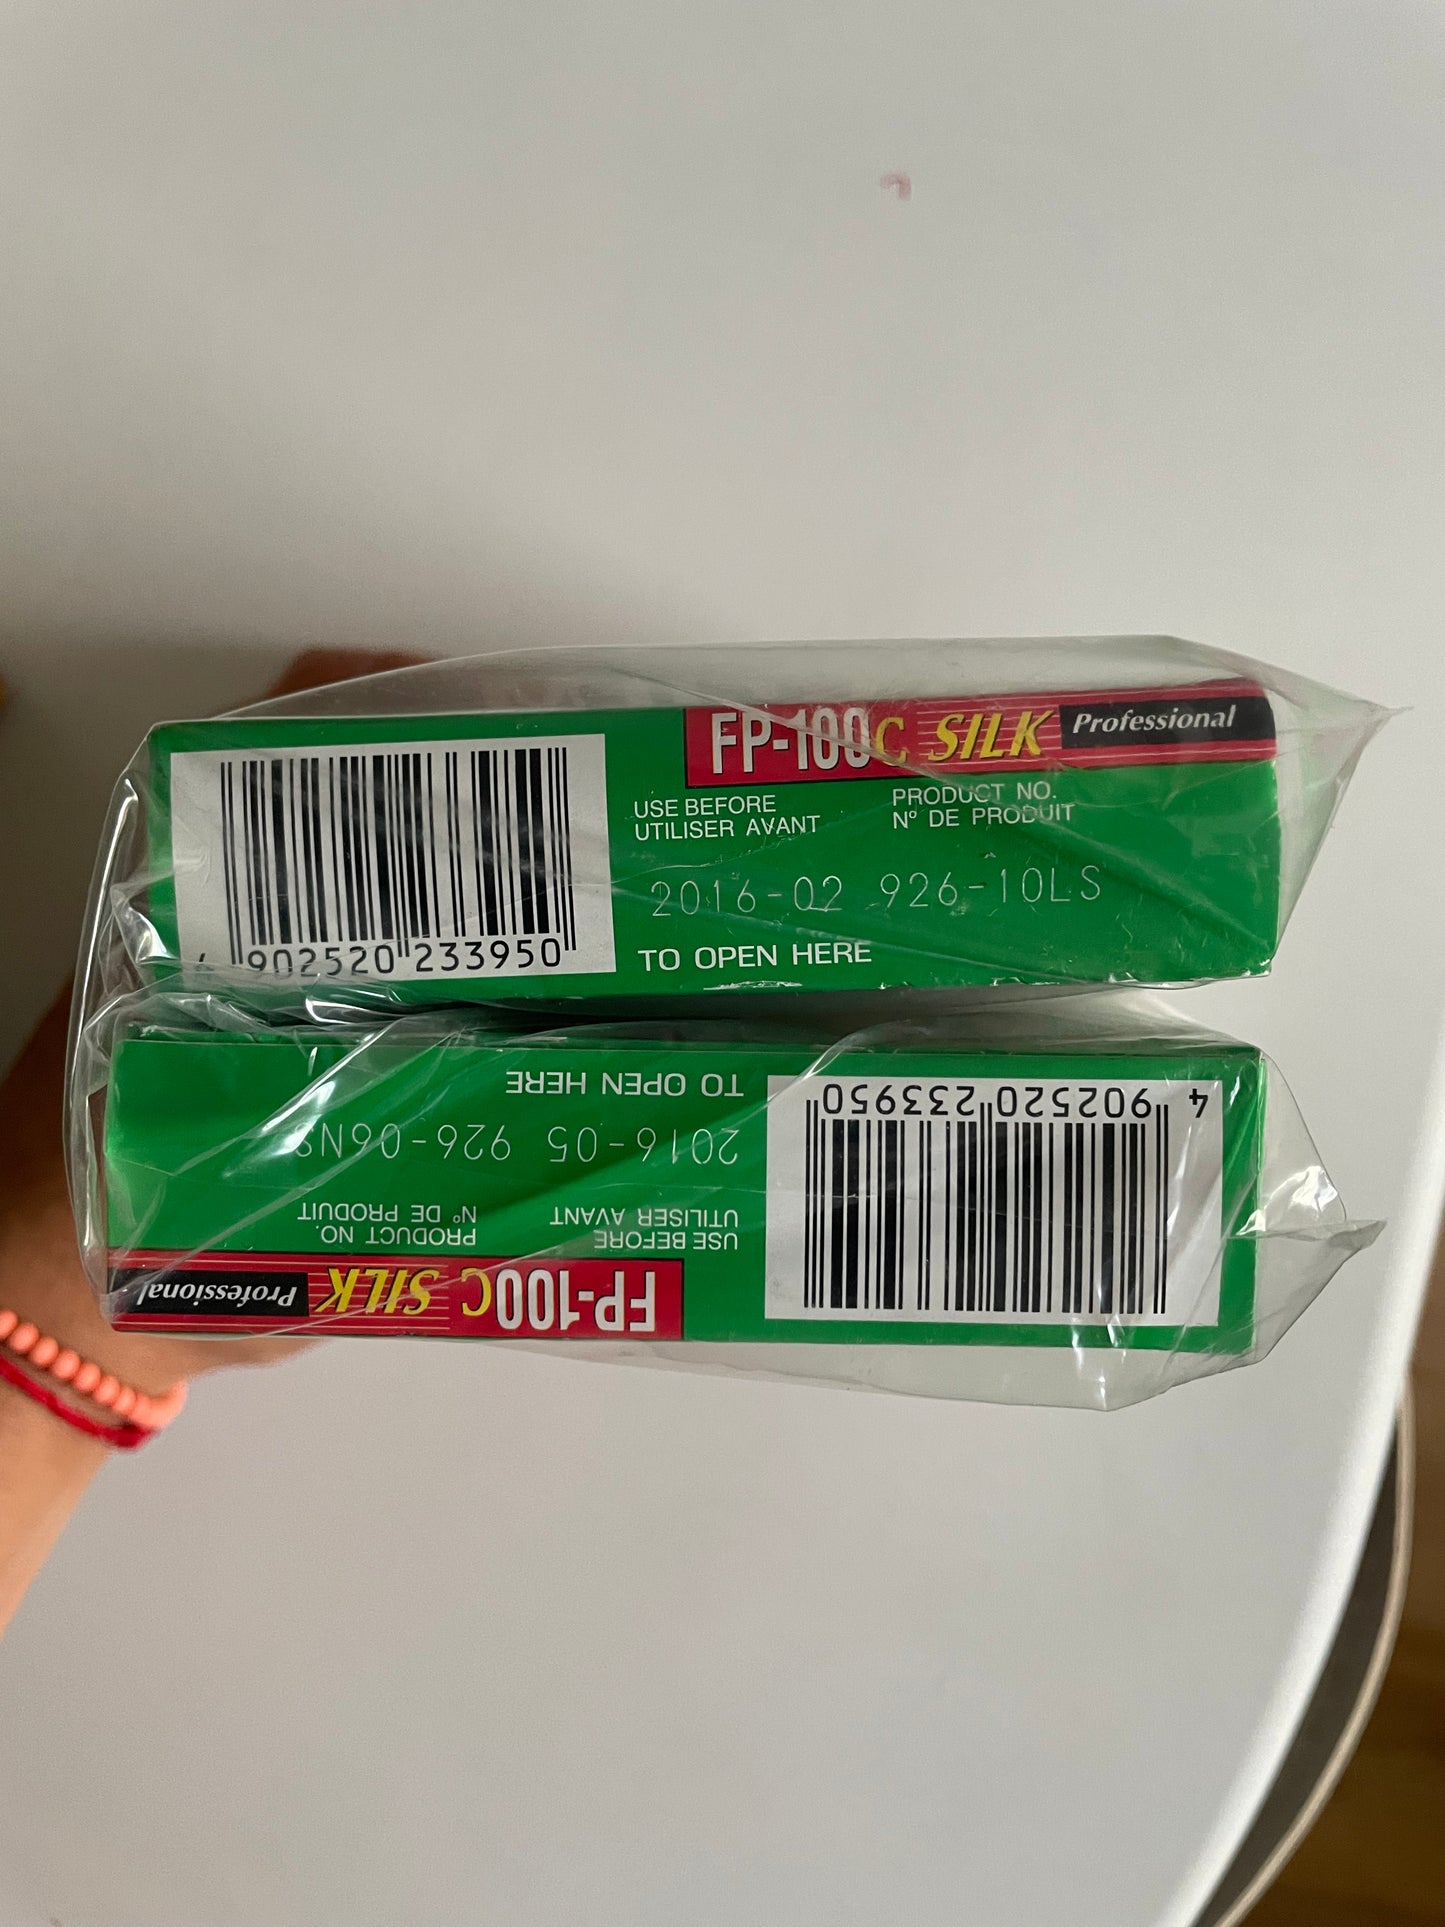 FP-100C SILK Professional
USE BEFORE
UTILISER AVANT
PRODUCT NO.
Nº DE PRODUIT
2016-02 926-10LS
TO OPEN HERE
4 902520 233950
FP-100C SILK Professional
USE BEFORE
UTILISER AVANT
PRODUCT NO.
Nº DE PRODUIT
2016-05 926-06NS
TO OPEN HERE
4 902520 233950